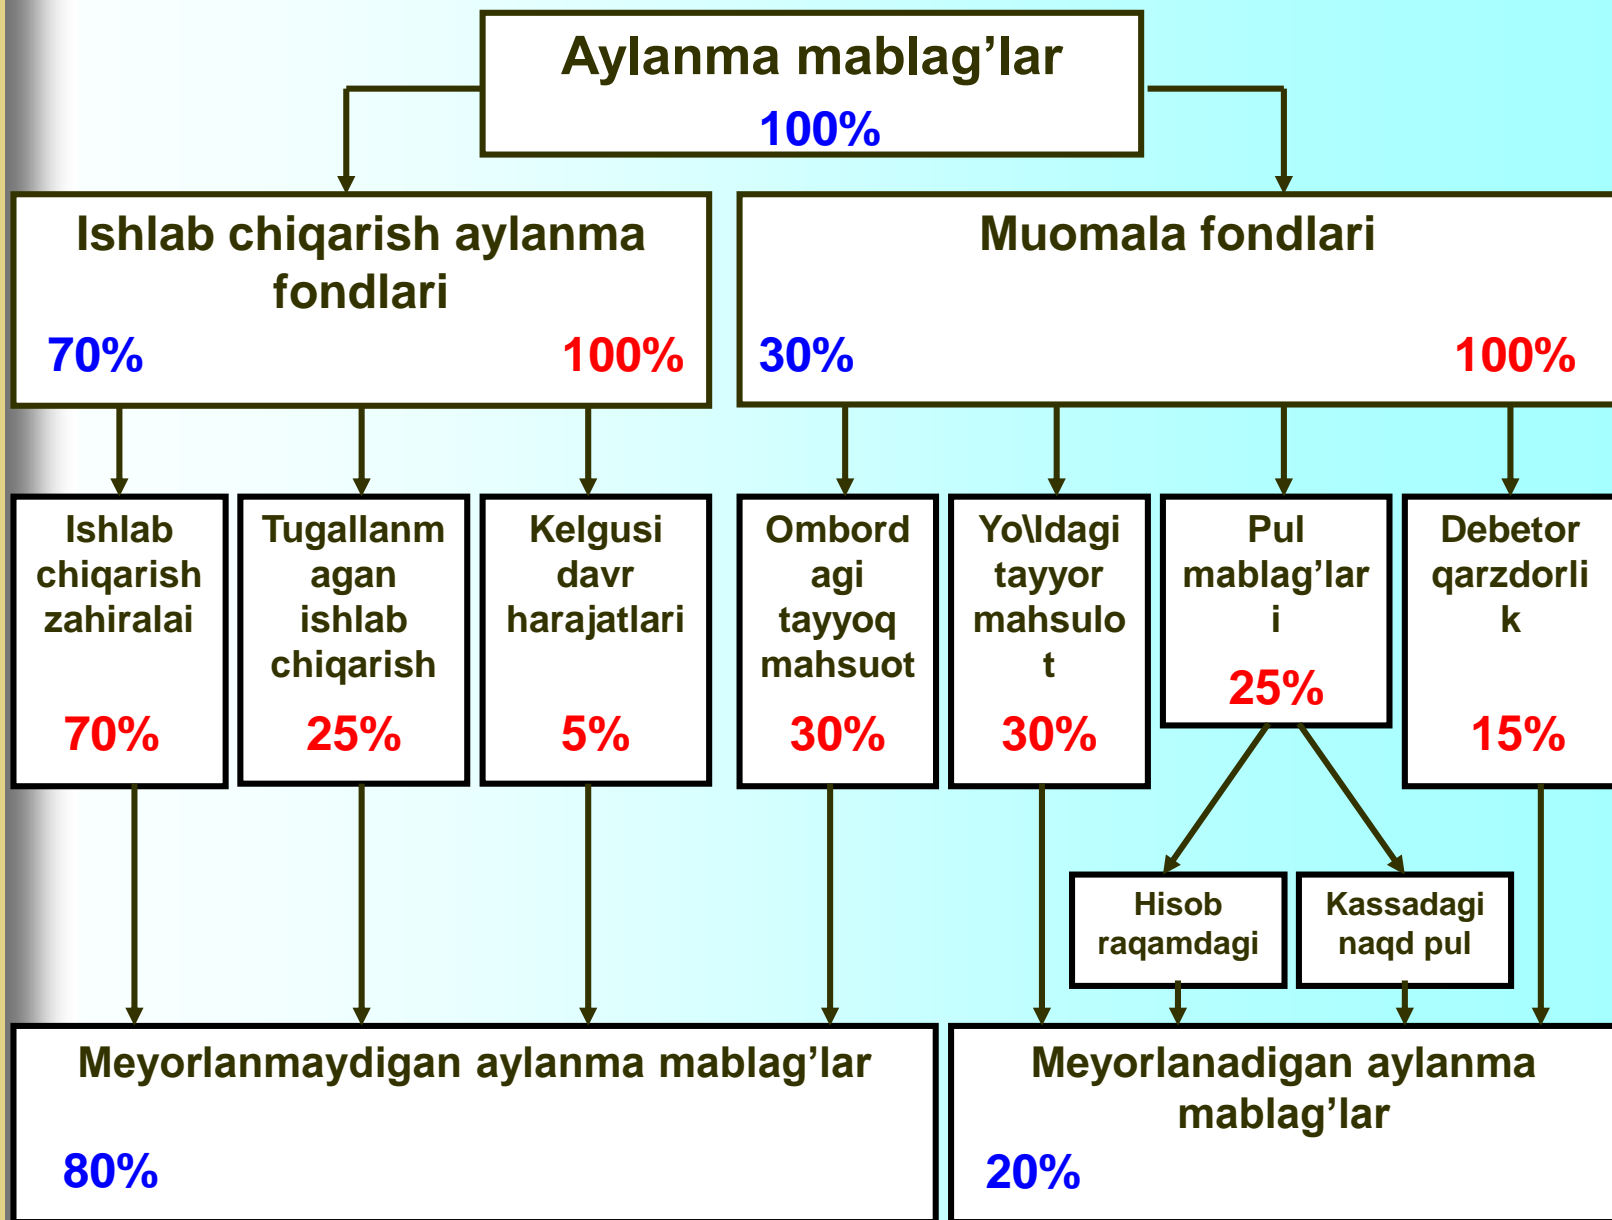 Aylanma mablag’lar
100%
Ishlab chiqarish aylanma
fondlari
70% 100%
Muomala fondlari
30% 100%
Ishlab
chiqarish
zahiralai
70%
Tugallanm
agan
ishlab
chiqarish
25%
Kelgusi
davr
harajatlari
5%
Ombord
agi
tayyoq
mahsuot
30%
Yo\ldagi
tayyor
mahsulo
t
30%
Pul
mablag’lar
i
25%
Debetor
qarzdorli
k
15%
Hisob
raqamdagi
Kassadagi
naqd pul
Meyorlanmaydigan aylanma mablag’lar
80%
Meyorlanadigan aylanma
mablag’lar
20%